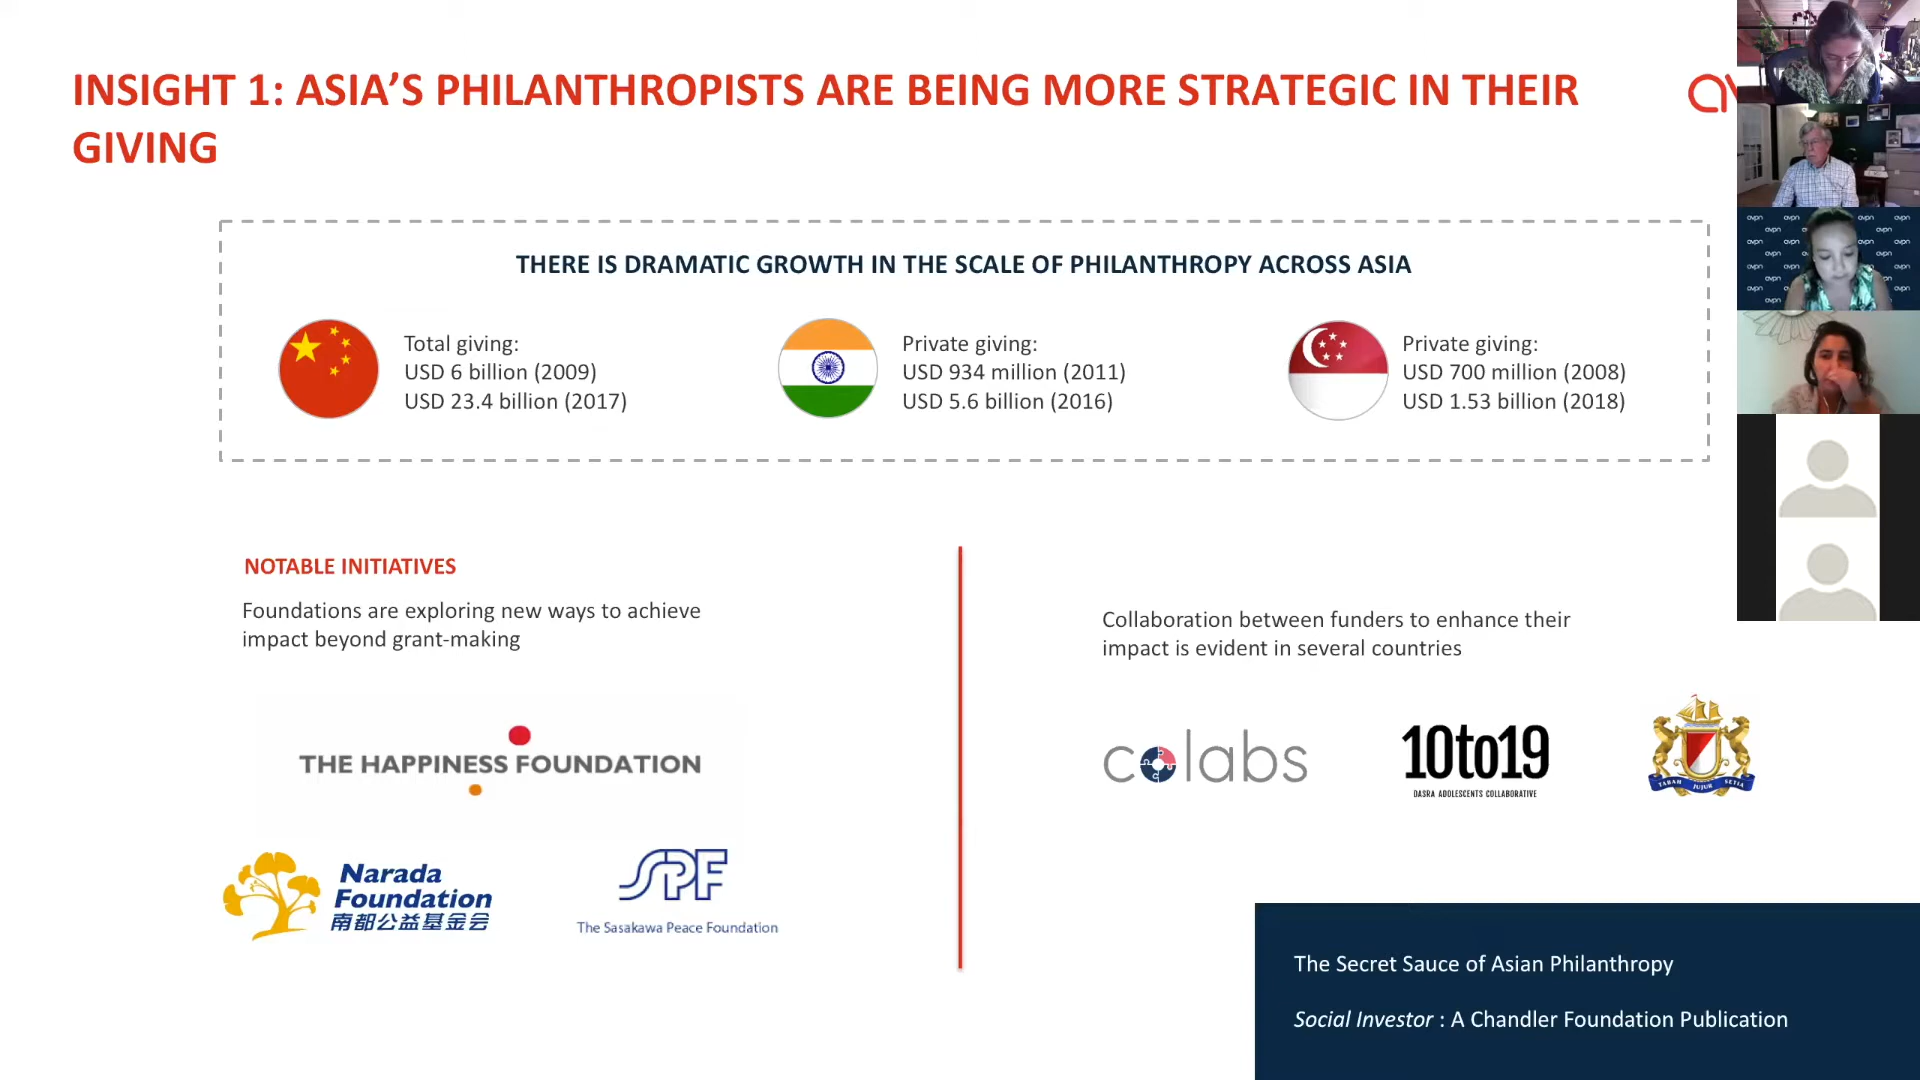 INSIGHT 1: ASIA’S PHILANTHROPISTS ARE BEING MORE STRATEGIC IN THEIR
GIVING
THERE IS DRAMATIC GROWTH IN THE SCALE OF PHILANTHROPY ACROSS ASIA
Total giving:
USD 6 billion (2009)
USD 23.4 billion (2017)
Private giving:
USD 934 million (2011)
USD 5.6 billion (2016)
Private giving:
USD 700 million (2008)
USD 1.53 billion (2018)
NOTABLE INITIATIVES
Foundations are exploring new ways to achieve
impact beyond grant-making
THE HAPPINESS FOUNDATION
Narada
Foundation
南都公益基金会
SPF
The Sasakawa Peace Foundation
Collaboration between funders to enhance their
impact is evident in several countries
colabs
10to19
DASRA ADOLESCENTS COLLABORATIVE
TABAH JUJUR SETIA
The Secret Sauce of Asian Philanthropy
Social Investor : A Chandler Foundation Publication
avpn